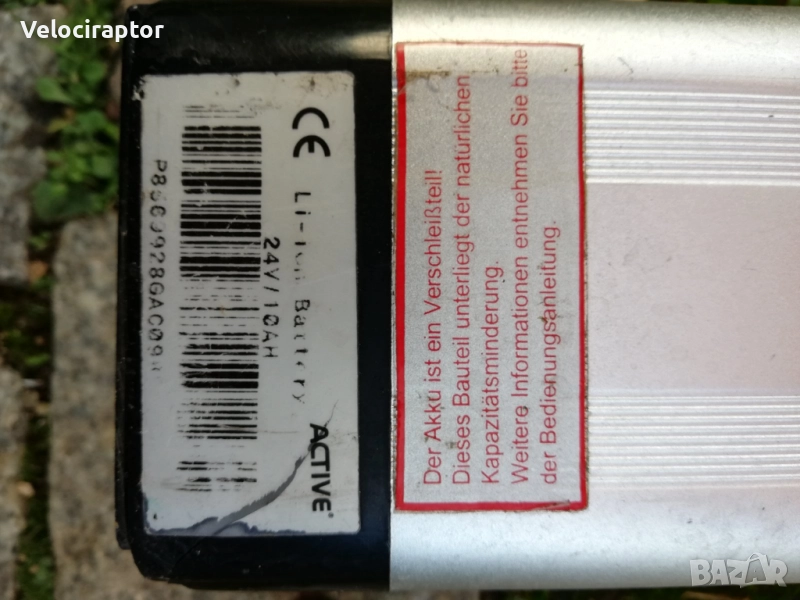 Velociraptor
CE Li-ion Battery ACTIVE
24V/10AH
Der Akku ist ein Verschleißteil!
Dieses Bauteil unterliegt der natürlichen
Kapazitätsminderung.
Weitere Informationen entnehmen Sie bitte
der Bedienungsanleitung.
BAZAR